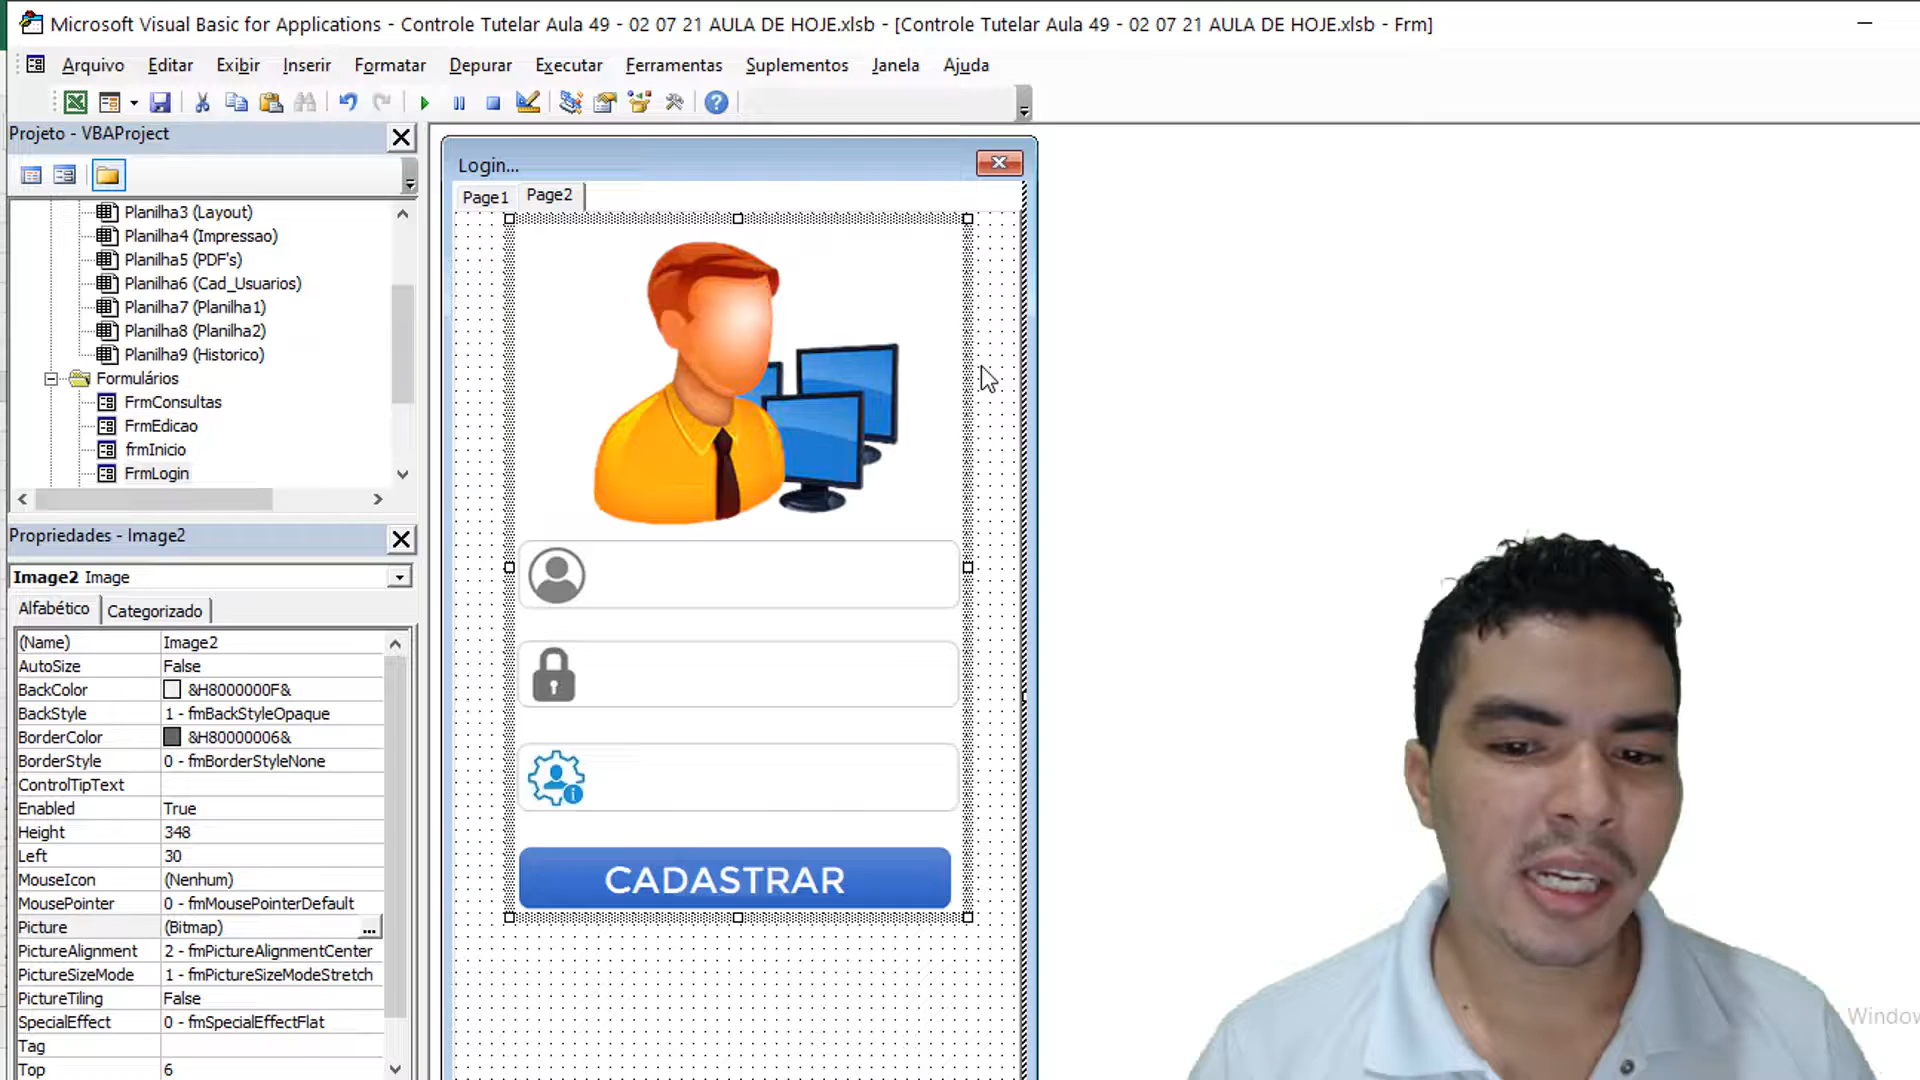 Microsoft Visual Basic for Applications - Controle Tutelar Aula 49 - 02 07 21 AULA DE HOJE.xlsb - [Controle Tutelar Aula 49 - 02 07 21 AULA DE HOJE.xlsb - Frm]
Arquivo Editar Exibir Inserir Formatar Depurar Executar Ferramentas Suplementos Janela Ajuda
Projeto - VBAProject
Planilha3 (Layout)
Planilha4 (Impressao)
Planilha5 (PDF's)
Planilha6 (Cad_Usuarios)
Planilha7 (Planilha1)
Planilha8 (Planilha2)
Planilha9 (Historico)
Formulários
FrmConsultas
FrmEdicao
frmInicio
FrmLogin
Propriedades - Image2
Image2 Image
Alfabético Categorizado
(Name) Image2
AutoSize False
BackColor &H8000000F&
BackStyle 1 - fmBackStyleOpaque
BorderColor &H80000006&
BorderStyle 0 - fmBorderStyleNone
ControlTipText
Enabled True
Height 348
Left 30
MouseIcon (Nenhum)
MousePointer 0 - fmMousePointerDefault
Picture (Bitmap) ...
PictureAlignment 2 - fmPictureAlignmentCenter
PictureSizeMode 1 - fmPictureSizeModeStretch
PictureTiling False
SpecialEffect 0 - fmSpecialEffectFlat
Tag
Top 6
Login...
Page1 Page2
CADASTRAR
Window